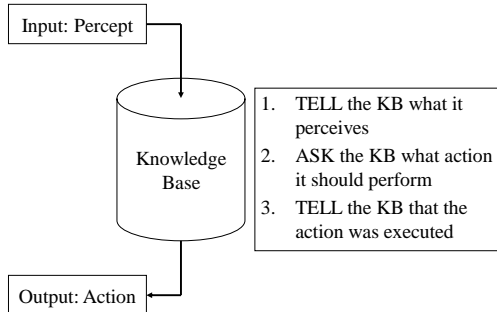 Input: Percept
Knowledge
Base
1. TELL the KB what it
perceives
2. ASK the KB what action
it should perform
3. TELL the KB that the
action was executed
Output: Action